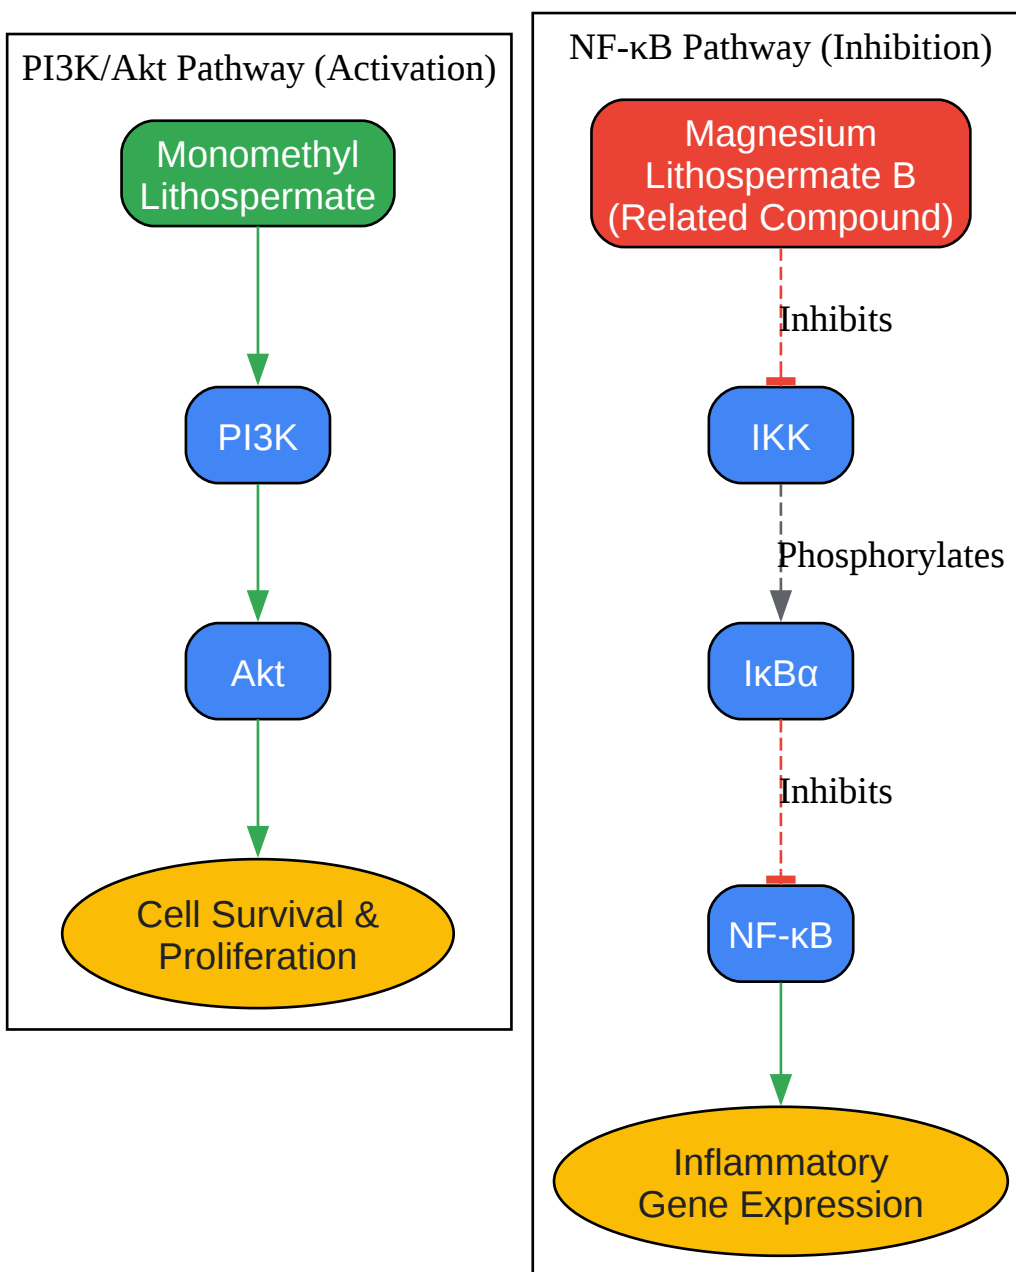 PI3K/Akt Pathway (Activation)
Monomethyl
Lithospermate
PI3K
Akt
Cell Survival &
Proliferation
NF-κB Pathway (Inhibition)
Magnesium
Lithospermate B
(Related Compound)
Inhibits
IKK
Phosphorylates
IκBα
Inhibits
NF-κB
Inflammatory
Gene Expression